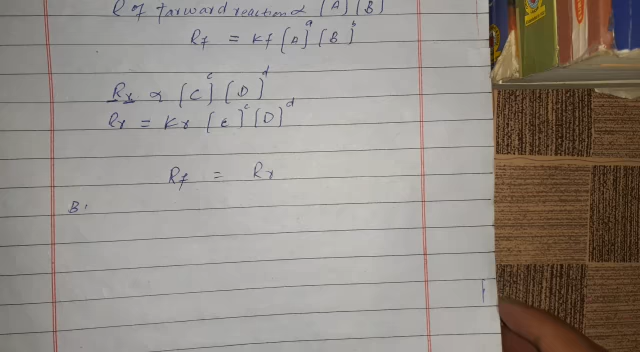 R of forward reaction ∝ [A] [B]
Rf = Kf [A]^a [B]^b
Rr ∝ [C]^c [D]^d
Rr = Kr [C]^c [D]^d
Rf = Rr
B